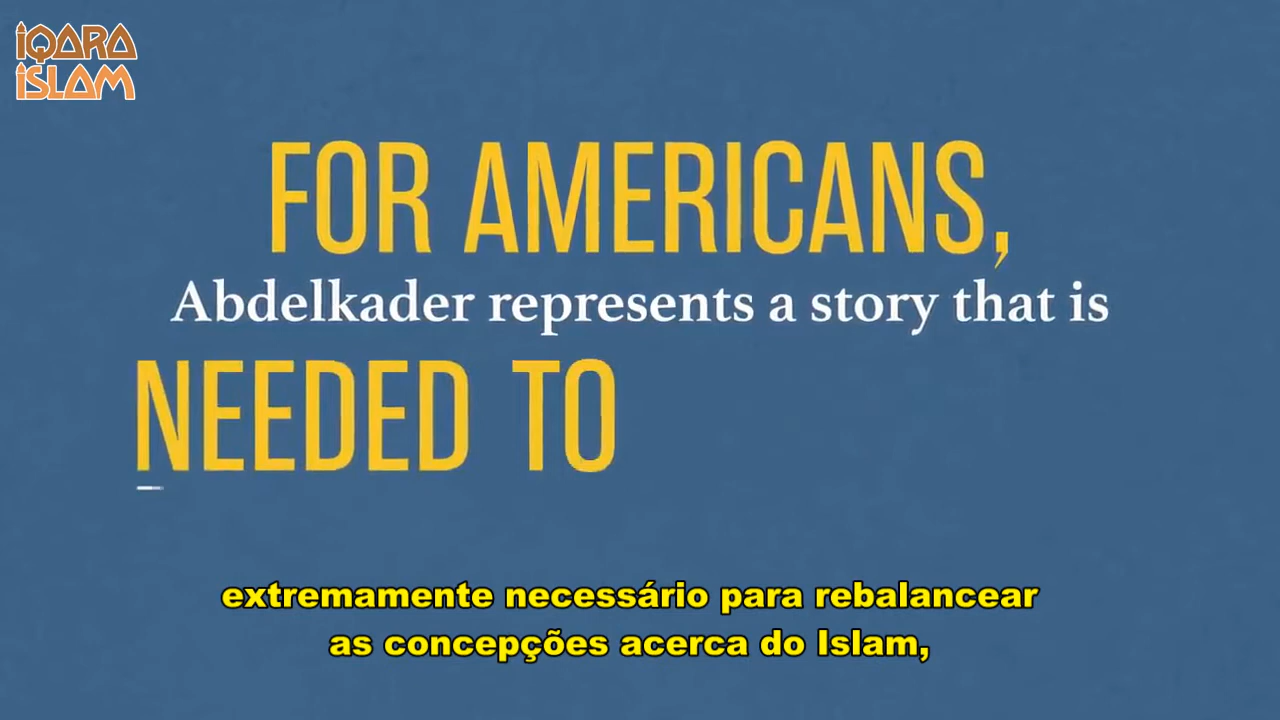 IQARA
ISLAM
FOR AMERICANS,
Abdelkader represents a story that is
NEEDED TO
extremamente necessário para rebalancear
as concepções acerca do Islam,